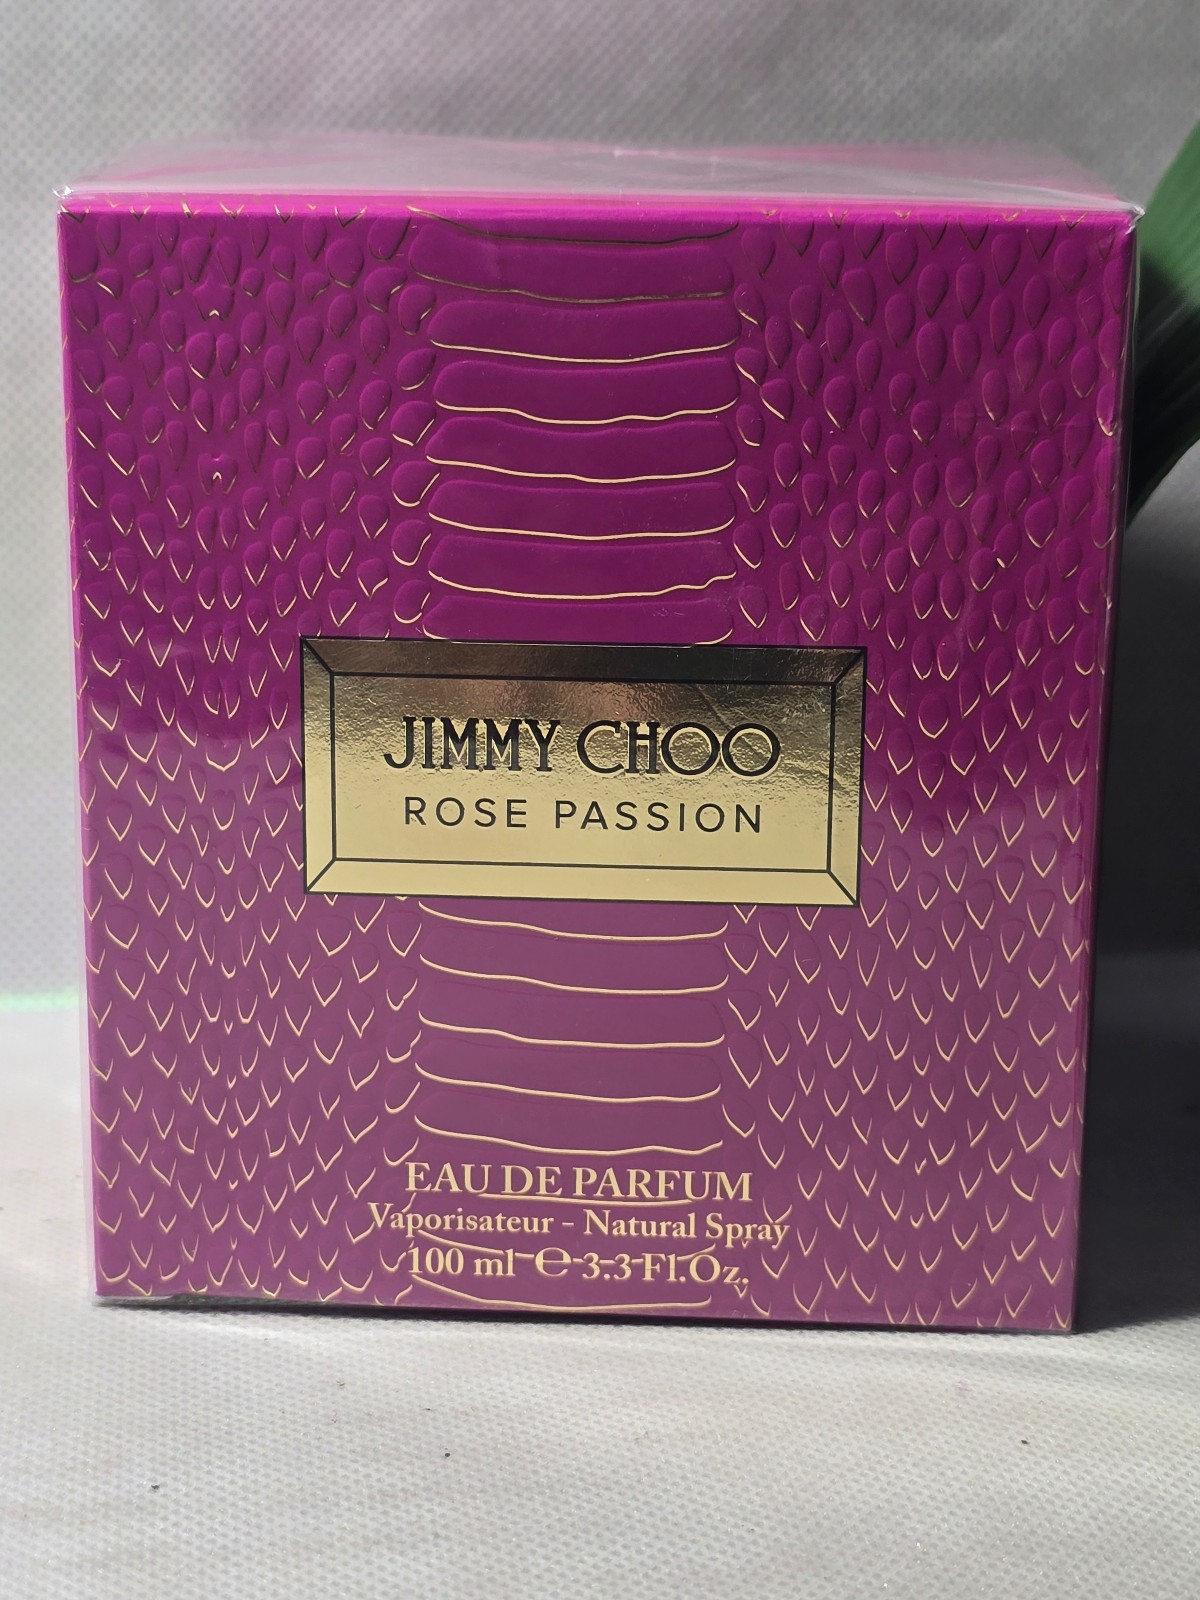 JIMMY CHOO
ROSE PASSION
EAU DE PARFUM
Vaporisateur - Natural Spray
100 ml ℮ 3.3 Fl.Oz.